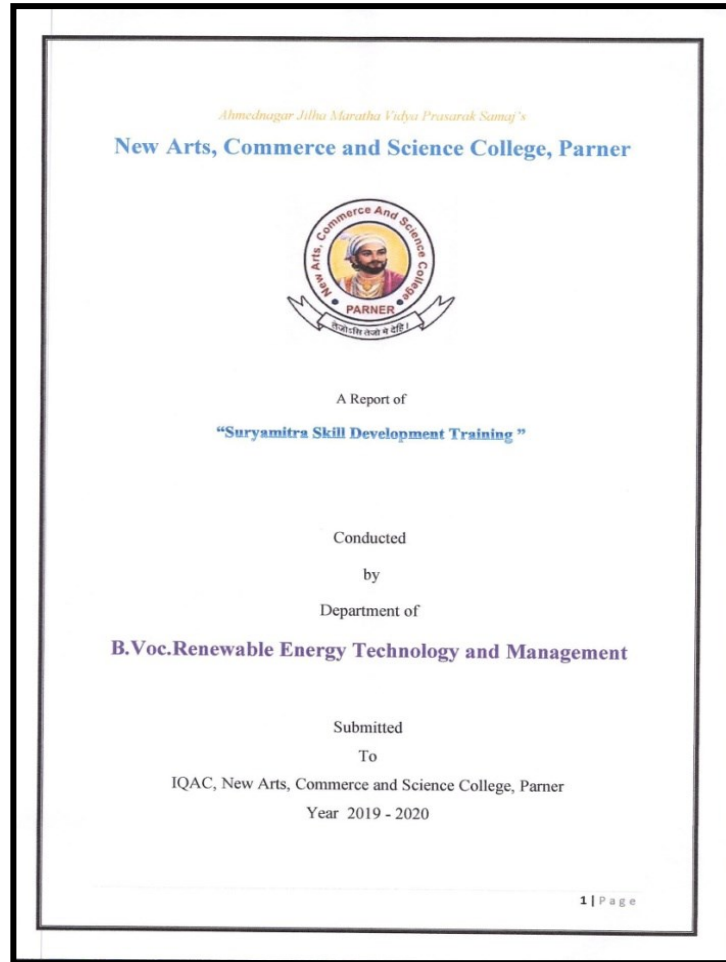 Ahmednagar Jilha Maratha Vidya Prasarak Samaj's
New Arts, Commerce and Science College, Parner
New Arts, Commerce And Science College
PARNER
तेजोऽसि तेजो मे देहि।
A Report of
“Suryamitra Skill Development Training ”
Conducted
by
Department of
B.Voc.Renewable Energy Technology and Management
Submitted
To
IQAC, New Arts, Commerce and Science College, Parner
Year 2019 - 2020
1 | Page